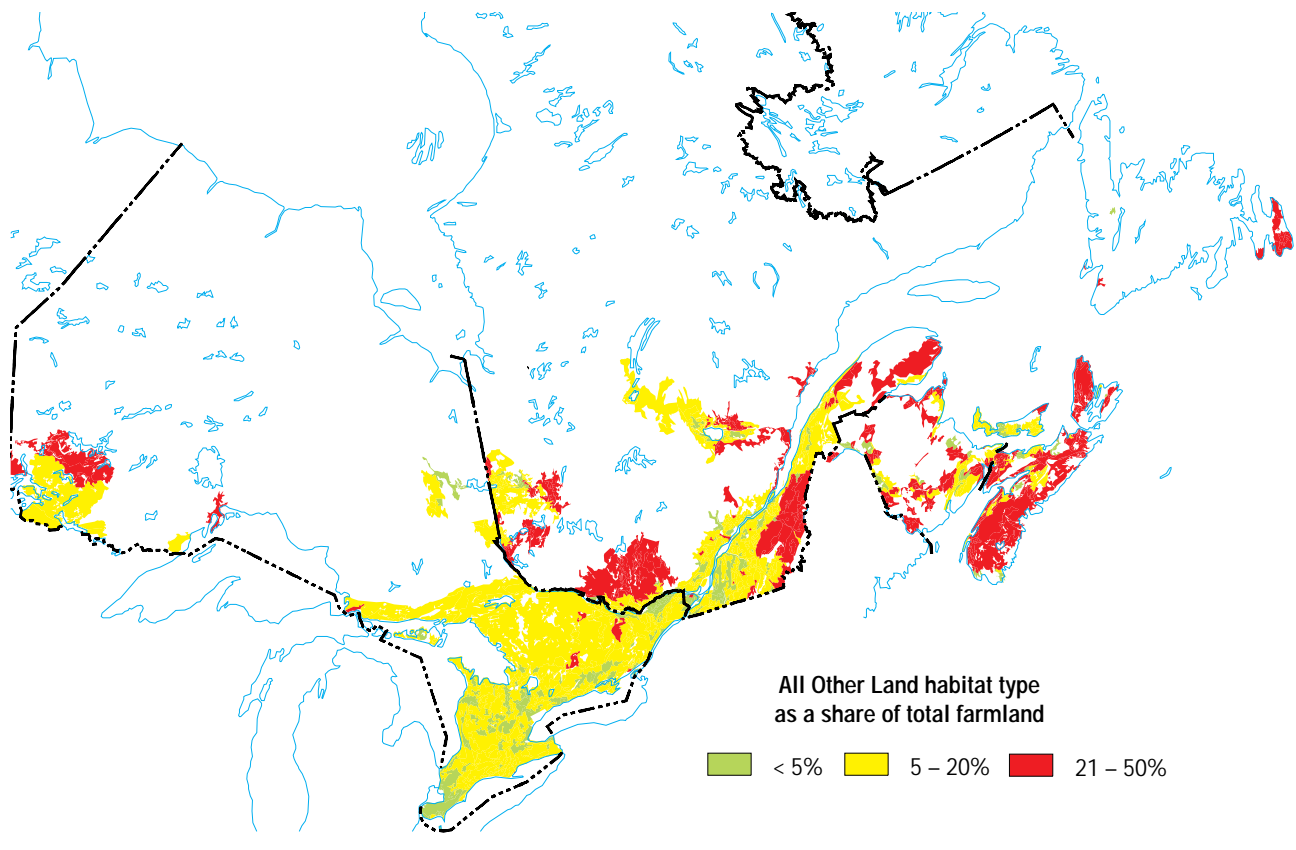 All Other Land habitat type
as a share of total farmland
< 5% 5 – 20% 21 – 50%